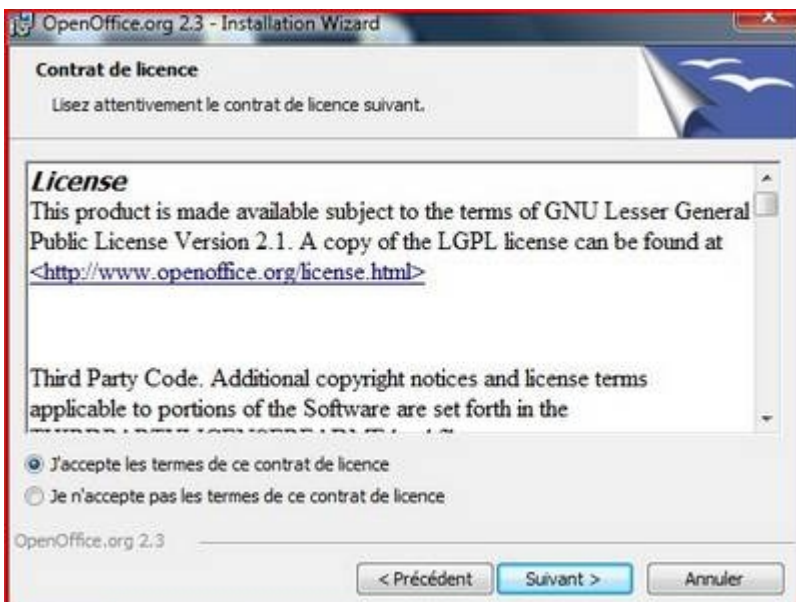 OpenOffice.org 2.3 - Installation Wizard
Contrat de licence
Lisez attentivement le contrat de licence suivant.
License
This product is made available subject to the terms of GNU Lesser General
Public License Version 2.1. A copy of the LGPL license can be found at
<http://www.openoffice.org/license.html>
Third Party Code. Additional copyright notices and license terms
applicable to portions of the Software are set forth in the
J'accepte les termes de ce contrat de licence
Je n'accepte pas les termes de ce contrat de licence
OpenOffice.org 2.3
< Précédent
Suivant >
Annuler